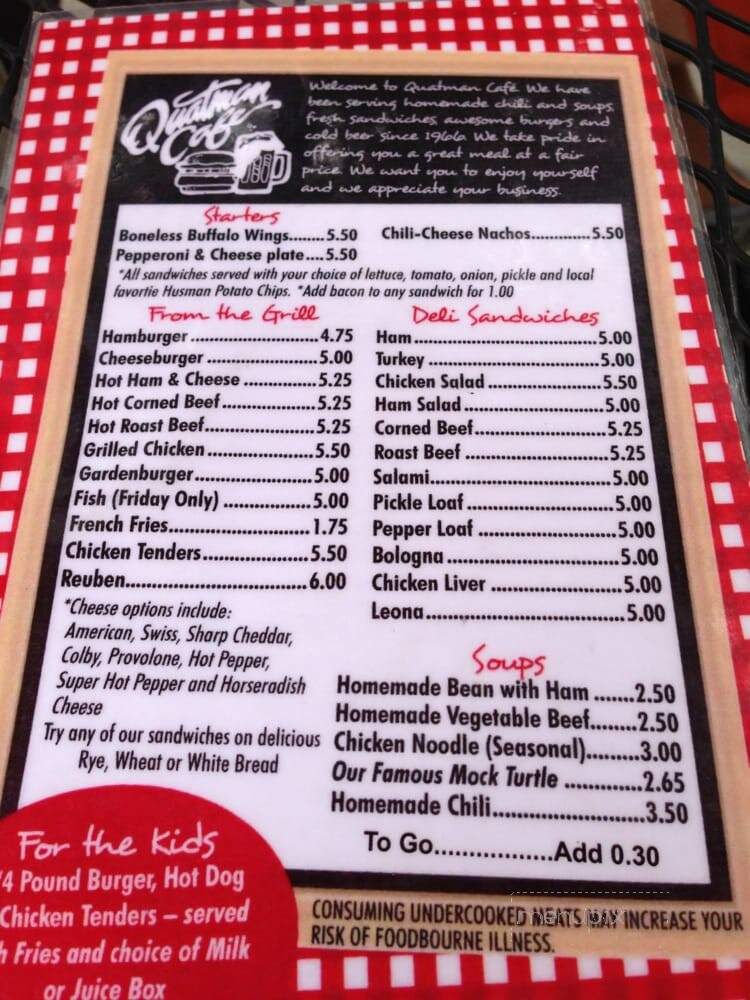 Quatman Cafe
Welcome to Quatman Cafe. We have
been serving homemade chili and soups,
fresh sandwiches, awesome burgers and
cold beer since 1966. We take pride in
offering you a great meal at a fair
price. We want you to enjoy yourself
and we appreciate your business.
Starters
Boneless Buffalo Wings........5.50
Pepperoni & Cheese plate....5.50
Chili-Cheese Nachos.............5.50
*All sandwiches served with your choice of lettuce, tomato, onion, pickle and local
favortie Husman Potato Chips. *Add bacon to any sandwich for 1.00
From the Grill
Hamburger..........................4.75
Cheeseburger......................5.00
Hot Ham & Cheese...............5.25
Hot Corned Beef..................5.25
Hot Roast Beef.....................5.25
Grilled Chicken....................5.50
Gardenburger......................5.00
Fish (Friday Only)................5.00
French Fries.........................1.75
Chicken Tenders...................5.50
Reuben................................6.00
*Cheese options include:
American, Swiss, Sharp Cheddar,
Colby, Provolone, Hot Pepper,
Super Hot Pepper and Horseradish
Cheese
Try any of our sandwiches on delicious
Rye, Wheat or White Bread
Deli Sandwiches
Ham....................................5.00
Turkey.................................5.00
Chicken Salad......................5.50
Ham Salad...........................5.00
Corned Beef.........................5.25
Roast Beef...........................5.25
Salami.................................5.00
Pickle Loaf...........................5.00
Pepper Loaf.........................5.00
Bologna...............................5.00
Chicken Liver.......................5.00
Leona..................................5.00
Soups
Homemade Bean with Ham.......2.50
Homemade Vegetable Beef.......2.50
Chicken Noodle (Seasonal).........3.00
Our Famous Mock Turtle............2.65
Homemade Chili........................3.50
To Go.................Add 0.30
For the Kids
/4 Pound Burger, Hot Dog
Chicken Tenders – served
h Fries and choice of Milk
or Juice Box
CONSUMING UNDERCOOKED MEATS MAY INCREASE YOUR
RISK OF FOODBOURNE ILLNESS.
menupix